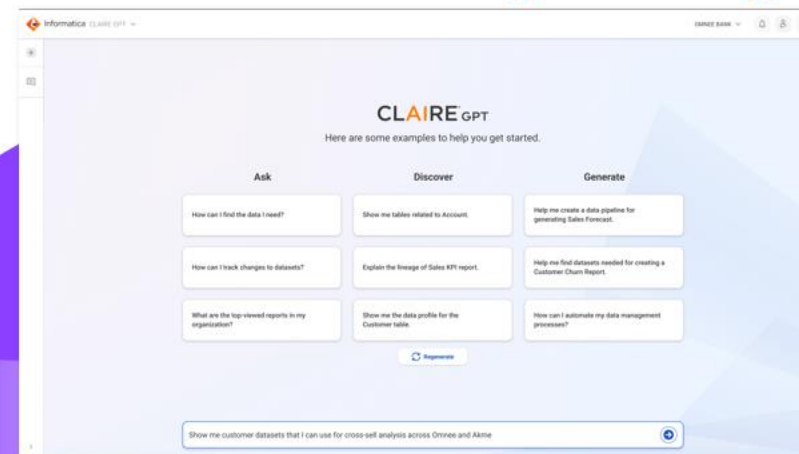 Informatica CLAIRE GPT
OMNEE BANK
CLAIRE GPT
Here are some examples to help you get started.
Ask
Discover
Generate
How can I find the data I need?
Show me tables related to Account.
Help me create a data pipeline for
generating Sales Forecast.
How can I track changes to datasets?
Explain the lineage of Sales KPI report.
Help me find datasets needed for creating a
Customer Churn Report.
What are the top-viewed reports in my
organization?
Show me the data profile for the
Customer table.
How can I automate my data management
processes?
Regenerate
Show me customer datasets that I can use for cross-sell analysis across Omnee and Akme